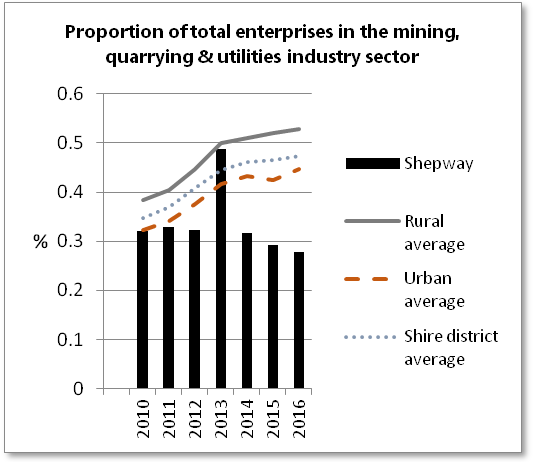 Proportion of total enterprises in the mining,
quarrying & utilities industry sector
0.6
0.5
0.4
0.3
0.2
0.1
0
%
2010
2011
2012
2013
2014
2015
2016
Shepway
Rural
average
Urban
average
Shire district
average